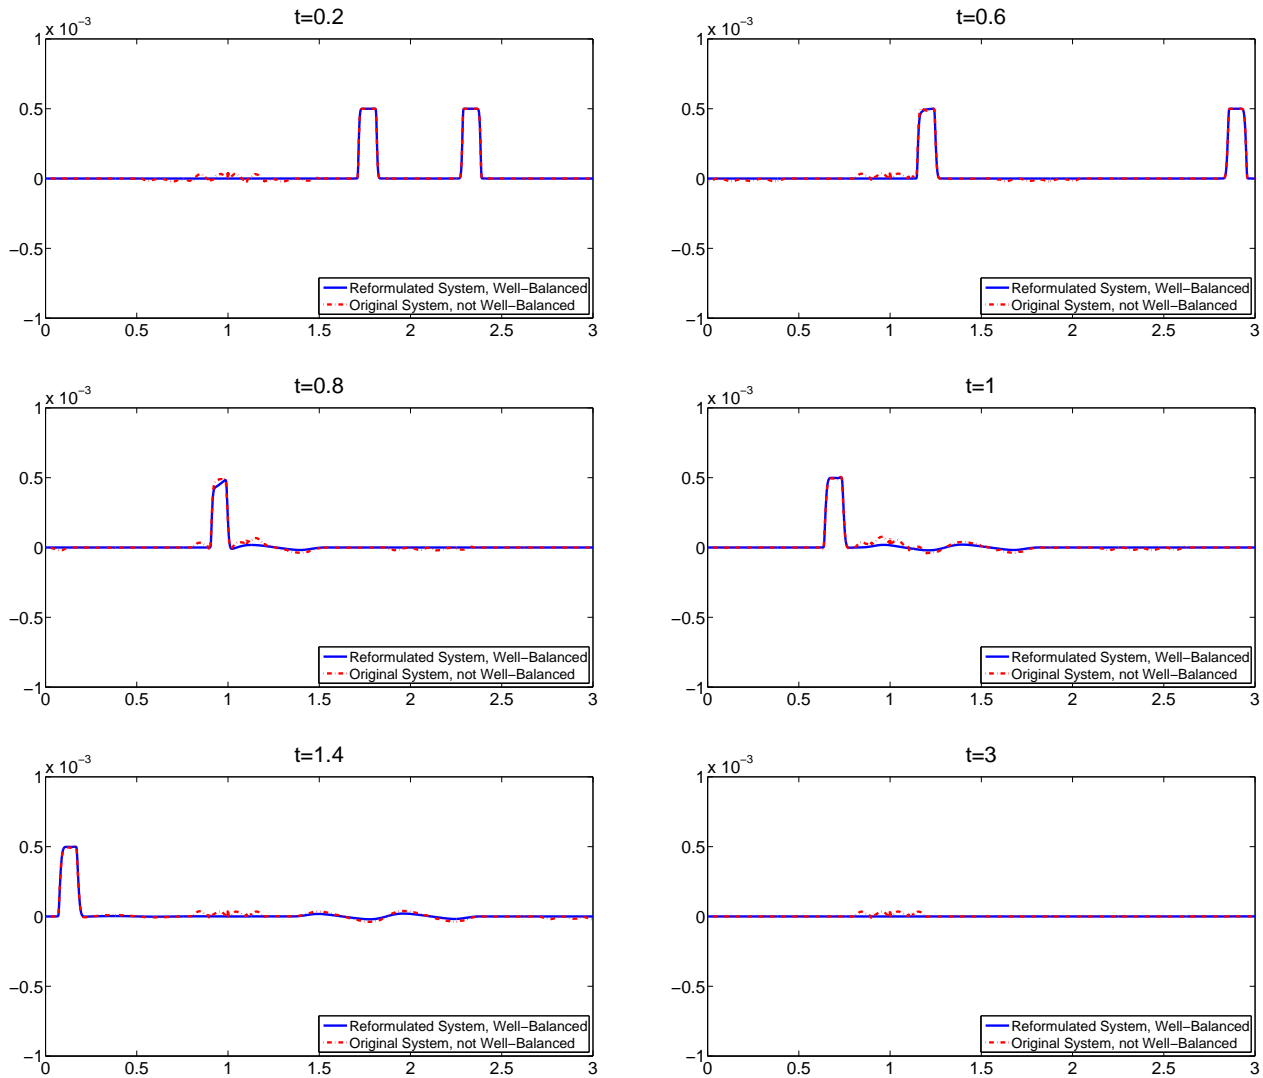 t=0.2
x 10⁻³
1
0.5
0
−0.5
−1
0 0.5 1 1.5 2 2.5 3
Reformulated System, Well−Balanced
Original System, not Well−Balanced
t=0.6
x 10⁻³
1
0.5
0
−0.5
−1
0 0.5 1 1.5 2 2.5 3
Reformulated System, Well−Balanced
Original System, not Well−Balanced
t=0.8
x 10⁻³
1
0.5
0
−0.5
−1
0 0.5 1 1.5 2 2.5 3
Reformulated System, Well−Balanced
Original System, not Well−Balanced
t=1
x 10⁻³
1
0.5
0
−0.5
−1
0 0.5 1 1.5 2 2.5 3
Reformulated System, Well−Balanced
Original System, not Well−Balanced
t=1.4
x 10⁻³
1
0.5
0
−0.5
−1
0 0.5 1 1.5 2 2.5 3
Reformulated System, Well−Balanced
Original System, not Well−Balanced
t=3
x 10⁻³
1
0.5
0
−0.5
−1
0 0.5 1 1.5 2 2.5 3
Reformulated System, Well−Balanced
Original System, not Well−Balanced